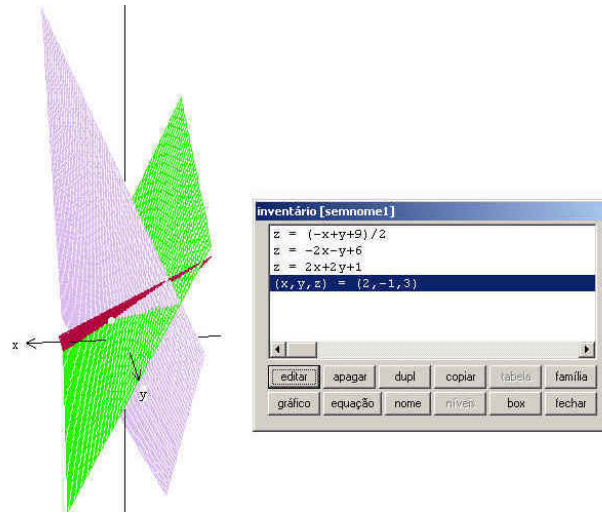 x
y
inventário [semnome1]
z = (-x+y+9)/2
z = -2x-y+6
z = 2x+2y+1
(x,y,z) = (2,-1,3)
editar apagar dupl copiar tabela família
gráfico equação nome níveis box fechar